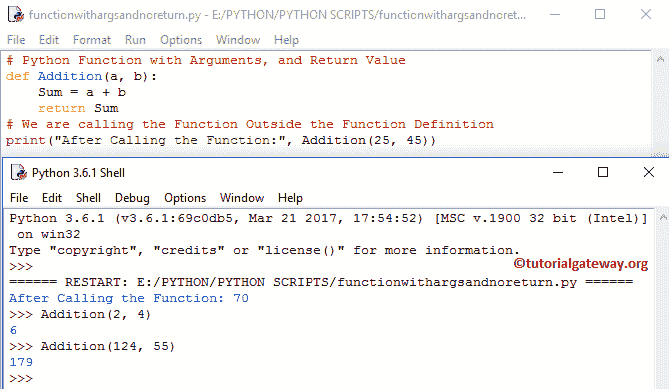 functionwithargsandnoreturn.py - E:/PYTHON/PYTHON SCRIPTS/functionwithargsandnoret...
File Edit Format Run Options Window Help
# Python Function with Arguments, and Return Value
def Addition(a, b):
    Sum = a + b
    return Sum
# We are calling the Function Outside the Function Definition
print("After Calling the Function:", Addition(25, 45))
Python 3.6.1 Shell
File Edit Shell Debug Options Window Help
Python 3.6.1 (v3.6.1:69c0db5, Mar 21 2017, 17:54:52) [MSC v.1900 32 bit (Intel)]
 on win32
Type "copyright", "credits" or "license()" for more information.
>>>
©tutorialgateway.org
====== RESTART: E:/PYTHON/PYTHON SCRIPTS/functionwithargsandnoreturn.py ======
After Calling the Function: 70
>>> Addition(2, 4)
6
>>> Addition(124, 55)
179
>>>